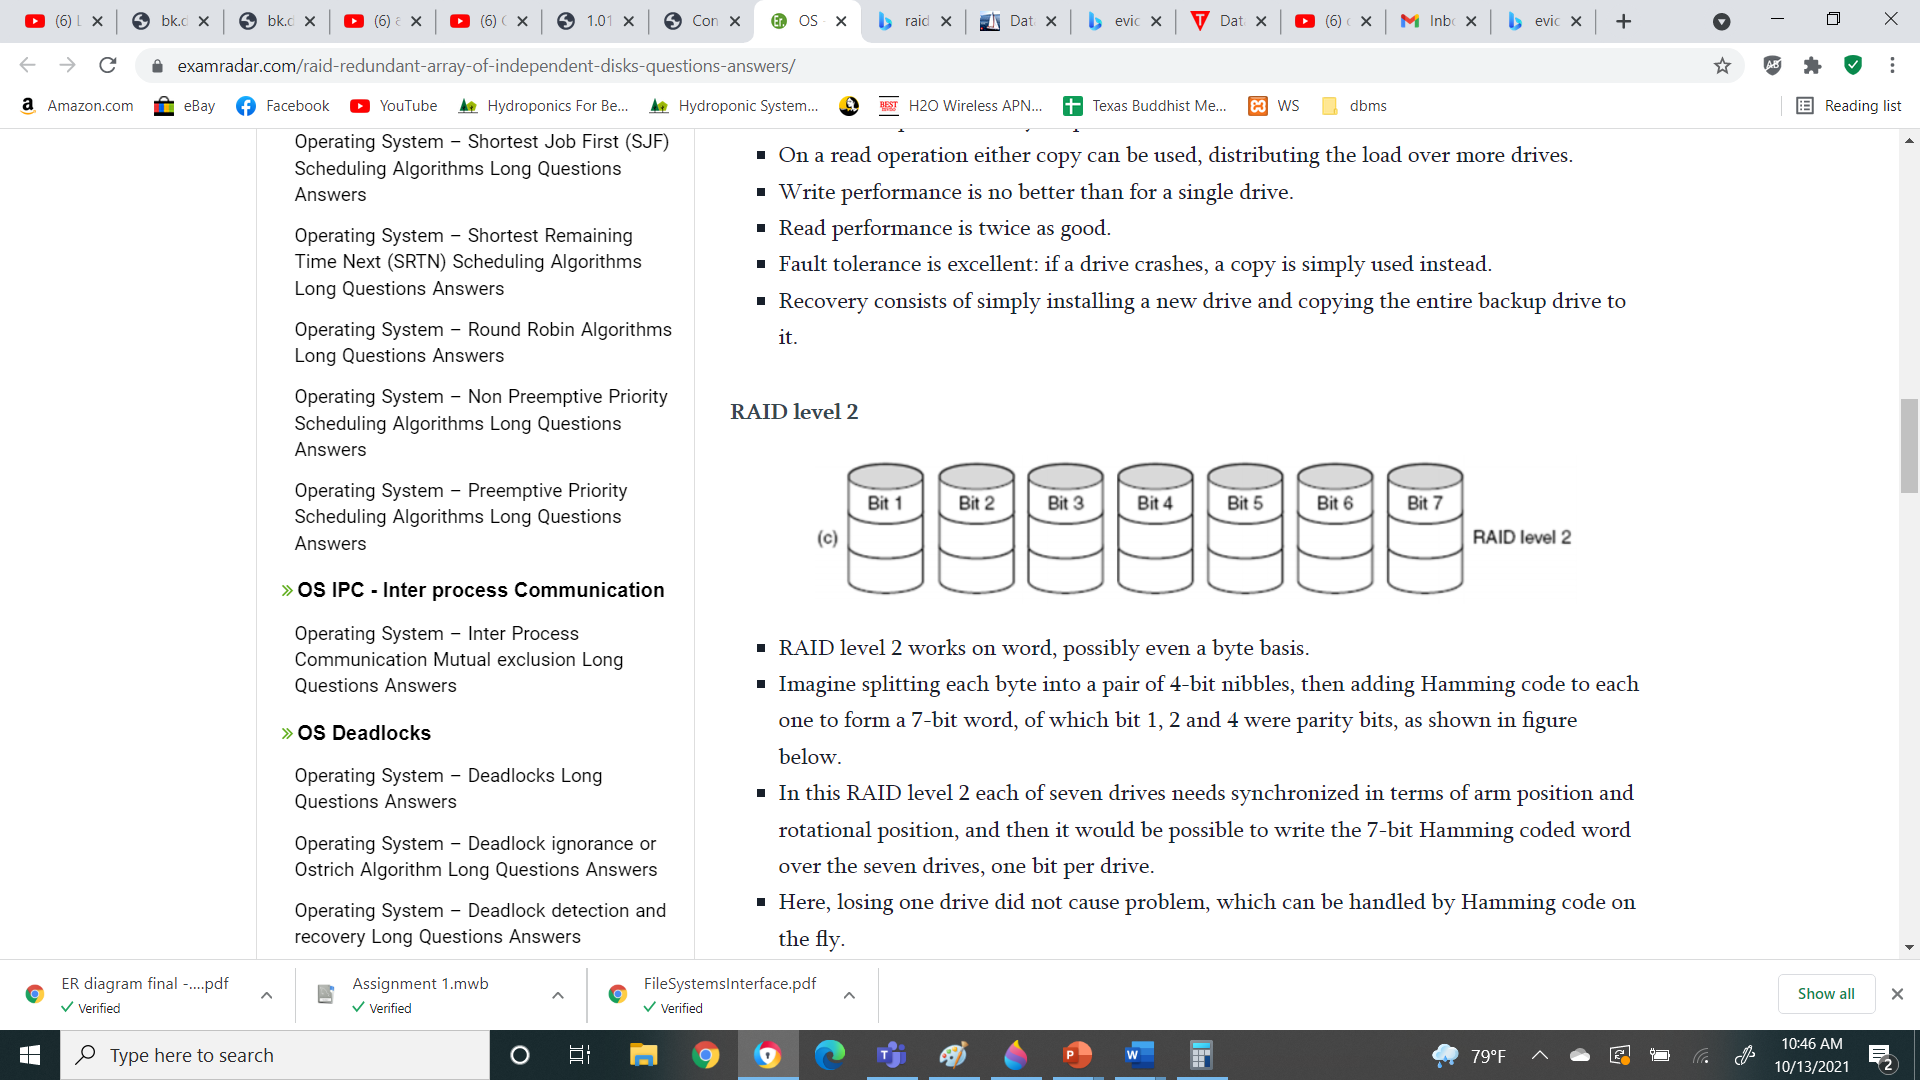 (6) L
bk.d
bk.d
(6) a
(6) C
1.01
Con
OS
raid
Dat
evic
Dat
(6)
Inbo
evic
examradar.com/raid-redundant-array-of-independent-disks-questions-answers/
Amazon.com
eBay
Facebook
YouTube
Hydroponics For Be...
Hydroponic System...
H2O Wireless APN...
Texas Buddhist Me...
WS
dbms
Reading list
Operating System – Shortest Job First (SJF)
Scheduling Algorithms Long Questions
Answers
Operating System – Shortest Remaining
Time Next (SRTN) Scheduling Algorithms
Long Questions Answers
Operating System – Round Robin Algorithms
Long Questions Answers
Operating System – Non Preemptive Priority
Scheduling Algorithms Long Questions
Answers
Operating System – Preemptive Priority
Scheduling Algorithms Long Questions
Answers
» OS IPC - Inter process Communication
Operating System – Inter Process
Communication Mutual exclusion Long
Questions Answers
» OS Deadlocks
Operating System – Deadlocks Long
Questions Answers
Operating System – Deadlock ignorance or
Ostrich Algorithm Long Questions Answers
Operating System – Deadlock detection and
recovery Long Questions Answers
▪ On a read operation either copy can be used, distributing the load over more drives.
▪ Write performance is no better than for a single drive.
▪ Read performance is twice as good.
▪ Fault tolerance is excellent: if a drive crashes, a copy is simply used instead.
▪ Recovery consists of simply installing a new drive and copying the entire backup drive to
it.
RAID level 2
Bit 1 Bit 2 Bit 3 Bit 4 Bit 5 Bit 6 Bit 7
(c) RAID level 2
▪ RAID level 2 works on word, possibly even a byte basis.
▪ Imagine splitting each byte into a pair of 4-bit nibbles, then adding Hamming code to each
one to form a 7-bit word, of which bit 1, 2 and 4 were parity bits, as shown in figure
below.
▪ In this RAID level 2 each of seven drives needs synchronized in terms of arm position and
rotational position, and then it would be possible to write the 7-bit Hamming coded word
over the seven drives, one bit per drive.
▪ Here, losing one drive did not cause problem, which can be handled by Hamming code on
the fly.
ER diagram final -....pdf
Verified
Assignment 1.mwb
Verified
FileSystemsInterface.pdf
Verified
Show all
Type here to search
79°F
10:46 AM
10/13/2021
2